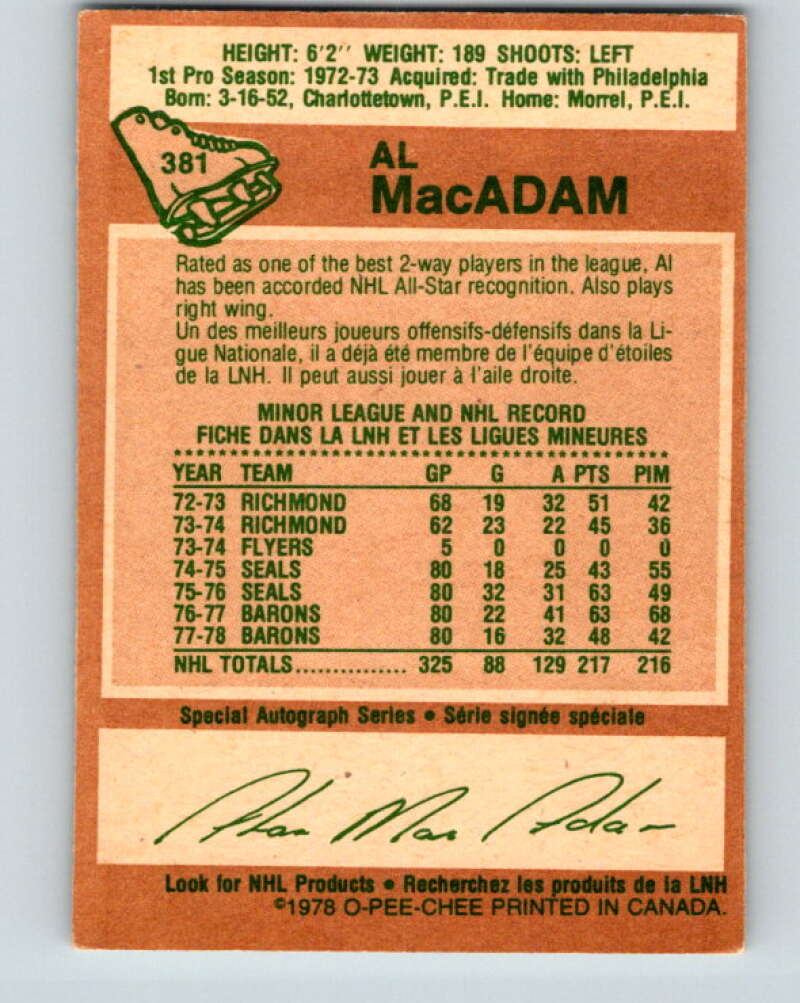 HEIGHT: 6'2'' WEIGHT: 189 SHOOTS: LEFT
1st Pro Season: 1972-73 Acquired: Trade with Philadelphia
Born: 3-16-52, Charlottetown, P.E.I. Home: Morrel, P.E.I.
381
AL
MacADAM
Rated as one of the best 2-way players in the league, Al
has been accorded NHL All-Star recognition. Also plays
right wing.
Un des meilleurs joueurs offensifs-défensifs dans la Li-
gue Nationale, il a déjà été membre de l'équipe d'étoiles
de la LNH. Il peut aussi jouer à l'aile droite.
MINOR LEAGUE AND NHL RECORD
FICHE DANS LA LNH ET LES LIGUES MINEURES
YEAR TEAM GP G A PTS PIM
72-73 RICHMOND 68 19 32 51 42
73-74 RICHMOND 62 23 22 45 36
73-74 FLYERS 5 0 0 0 0
74-75 SEALS 80 18 25 43 55
75-76 SEALS 80 32 31 63 49
76-77 BARONS 80 22 41 63 68
77-78 BARONS 80 16 32 48 42
NHL TOTALS............... 325 88 129 217 216
Special Autograph Series • Série signée spéciale
Alan Mac Adam
Look for NHL Products • Recherchez les produits de la LNH
©1978 O-PEE-CHEE PRINTED IN CANADA.